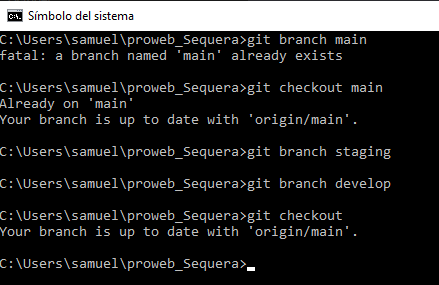 Símbolo del sistema
C:\Users\samuel\proweb_Sequera>git branch main
fatal: a branch named 'main' already exists
C:\Users\samuel\proweb_Sequera>git checkout main
Already on 'main'
Your branch is up to date with 'origin/main'.
C:\Users\samuel\proweb_Sequera>git branch staging
C:\Users\samuel\proweb_Sequera>git branch develop
C:\Users\samuel\proweb_Sequera>git checkout
Your branch is up to date with 'origin/main'.
C:\Users\samuel\proweb_Sequera>